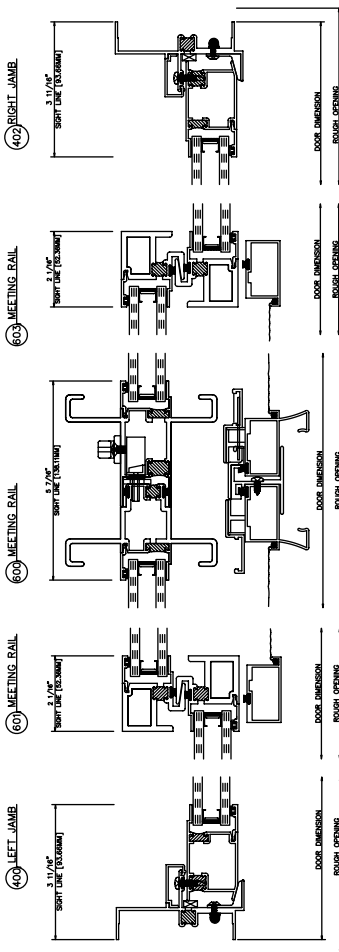 400 LEFT JAMB
3 11/16"
SIGHT LINE [93.66MM]
DOOR DIMENSION
ROUGH OPENING
601 MEETING RAIL
2 1/16"
SIGHT LINE [52.39MM]
DOOR DIMENSION
ROUGH OPENING
600 MEETING RAIL
5 7/16"
SIGHT LINE [138.11MM]
DOOR DIMENSION
ROUGH OPENING
603 MEETING RAIL
2 1/16"
SIGHT LINE [52.39MM]
DOOR DIMENSION
ROUGH OPENING
402 RIGHT JAMB
3 11/16"
SIGHT LINE [93.66MM]
DOOR DIMENSION
ROUGH OPENING